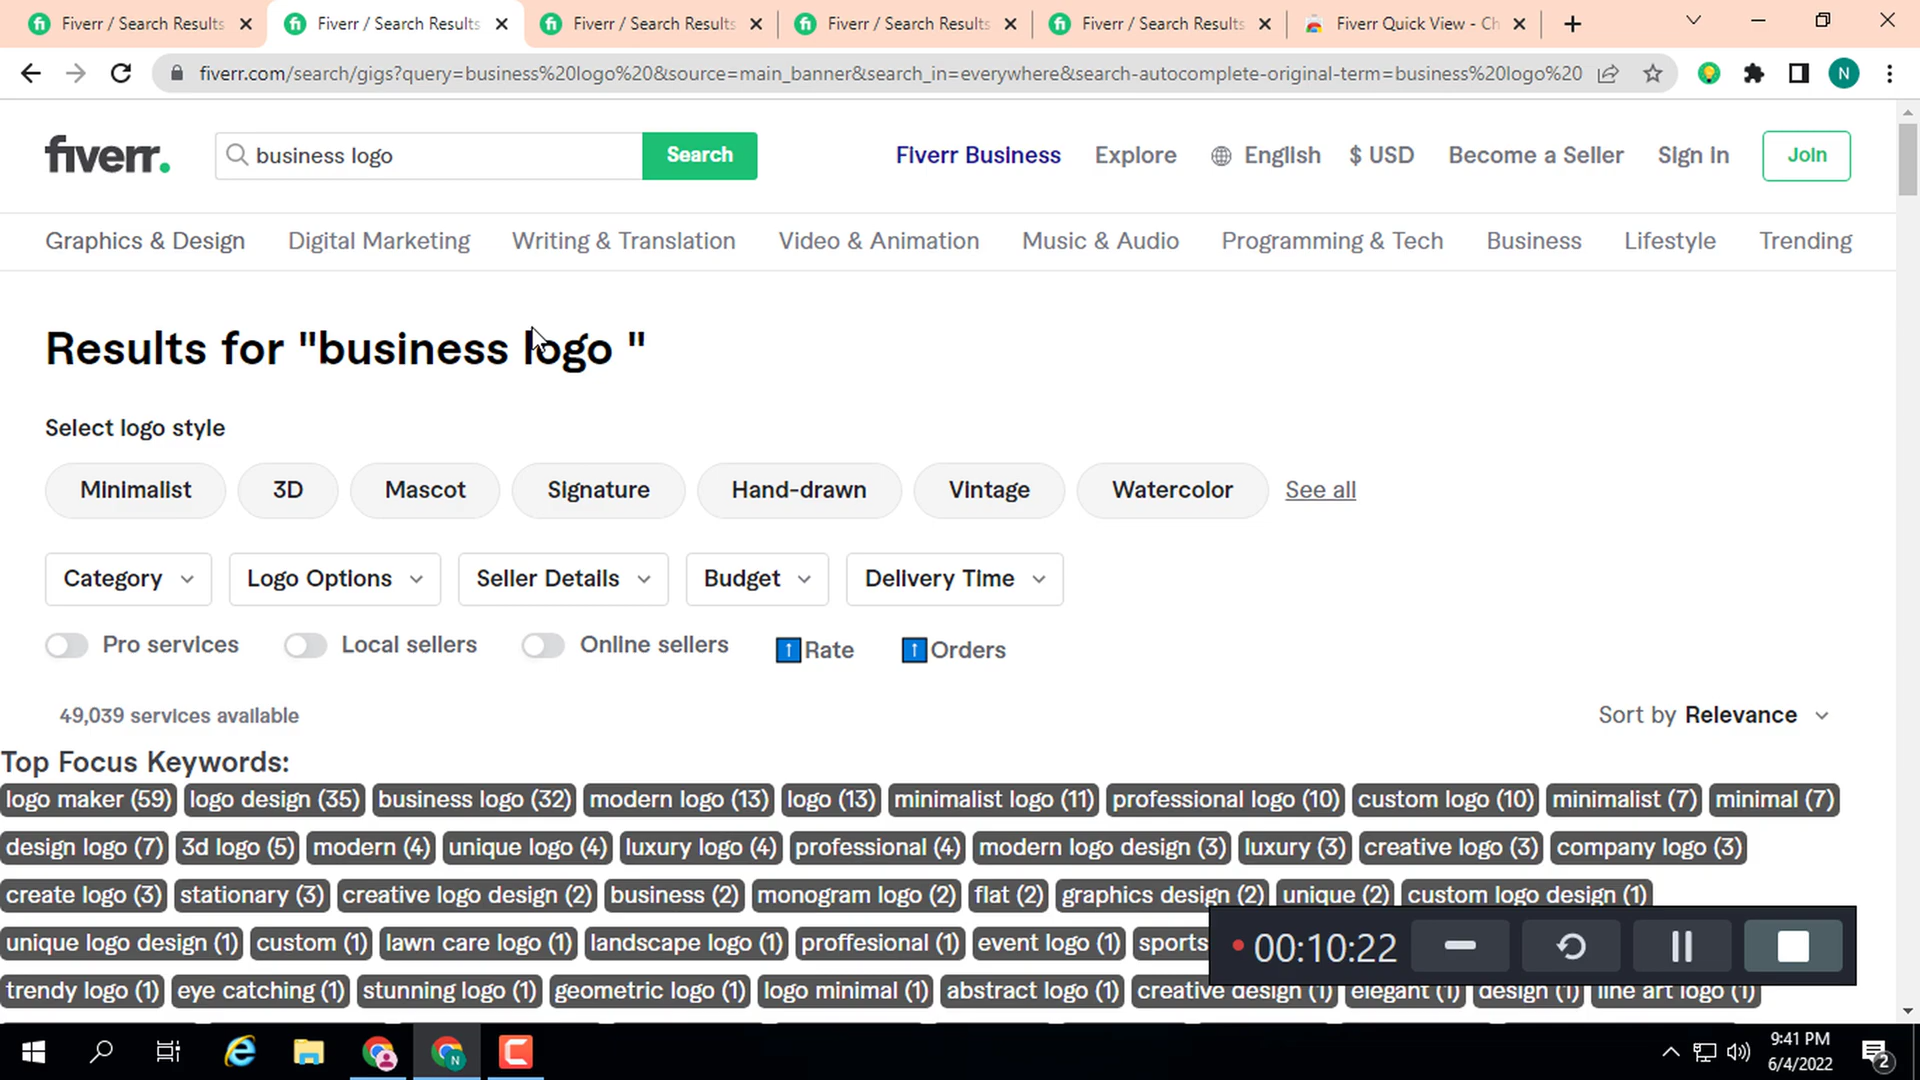 Fiverr / Search Results
Fiverr / Search Results
Fiverr / Search Results
Fiverr / Search Results
Fiverr / Search Results
Fiverr Quick View - Ch
fiverr.com/search/gigs?query=business%20logo%20&source=main_banner&search_in=everywhere&search-autocomplete-original-term=business%20logo%20
N
fiverr.
business logo
Search
Fiverr Business
Explore
English
$ USD
Become a Seller
Sign In
Join
Graphics & Design
Digital Marketing
Writing & Translation
Video & Animation
Music & Audio
Programming & Tech
Business
Lifestyle
Trending
Results for "business logo "
Select logo style
Minimalist
3D
Mascot
Signature
Hand-drawn
Vintage
Watercolor
See all
Category
Logo Options
Seller Details
Budget
Delivery Time
Pro services
Local sellers
Online sellers
↑Rate
↑Orders
49,039 services available
Sort by Relevance
Top Focus Keywords:
logo maker (59) logo design (35) business logo (32) modern logo (13) logo (13) minimalist logo (11) professional logo (10) custom logo (10) minimalist (7) minimal (7)
design logo (7) 3d logo (5) modern (4) unique logo (4) luxury logo (4) professional (4) modern logo design (3) luxury (3) creative logo (3) company logo (3)
create logo (3) stationary (3) creative logo design (2) business (2) monogram logo (2) flat (2) graphics design (2) unique (2) custom logo design (1)
unique logo design (1) custom (1) lawn care logo (1) landscape logo (1) proffesional (1) event logo (1) sports
00:10:22
trendy logo (1) eye catching (1) stunning logo (1) geometric logo (1) logo minimal (1) abstract logo (1) creative design (1) elegant (1) design (1) line art logo (1)
N
9:41 PM
6/4/2022
2